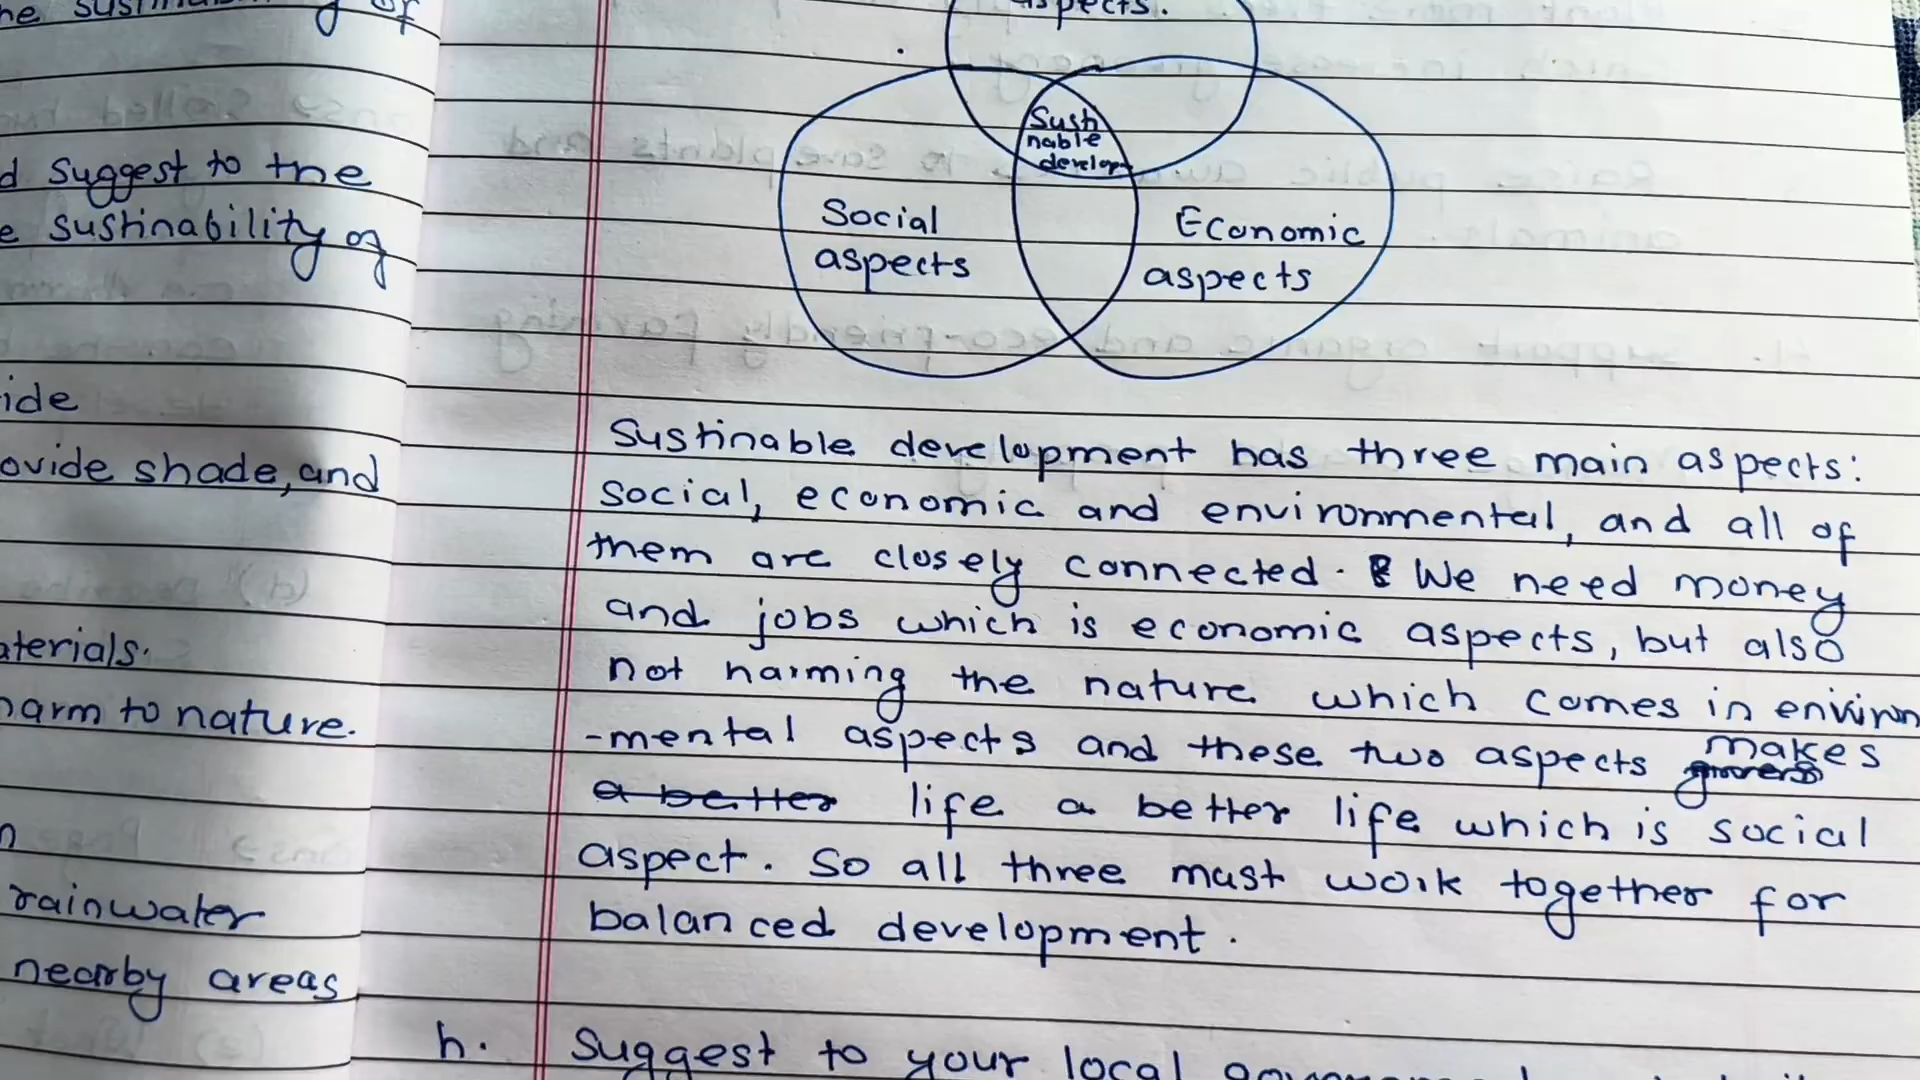 d suggest to the
e sustinability of
ide
ovide shade, and
aterials.
harm to nature.
n
rainwater
nearby areas
aspects.
Susti
nable
develop
Social
aspects
Economic
aspects
Sustinable development has three main aspects:
social, economic and environmental, and all of
them are closely connected. We need money
and jobs which is economic aspects, but also
not harming the nature which comes in environ
-mental aspects and these two aspects makes
a better life a better life which is social
aspect. So all three must work together for
balanced development.
h. Suggest to your local